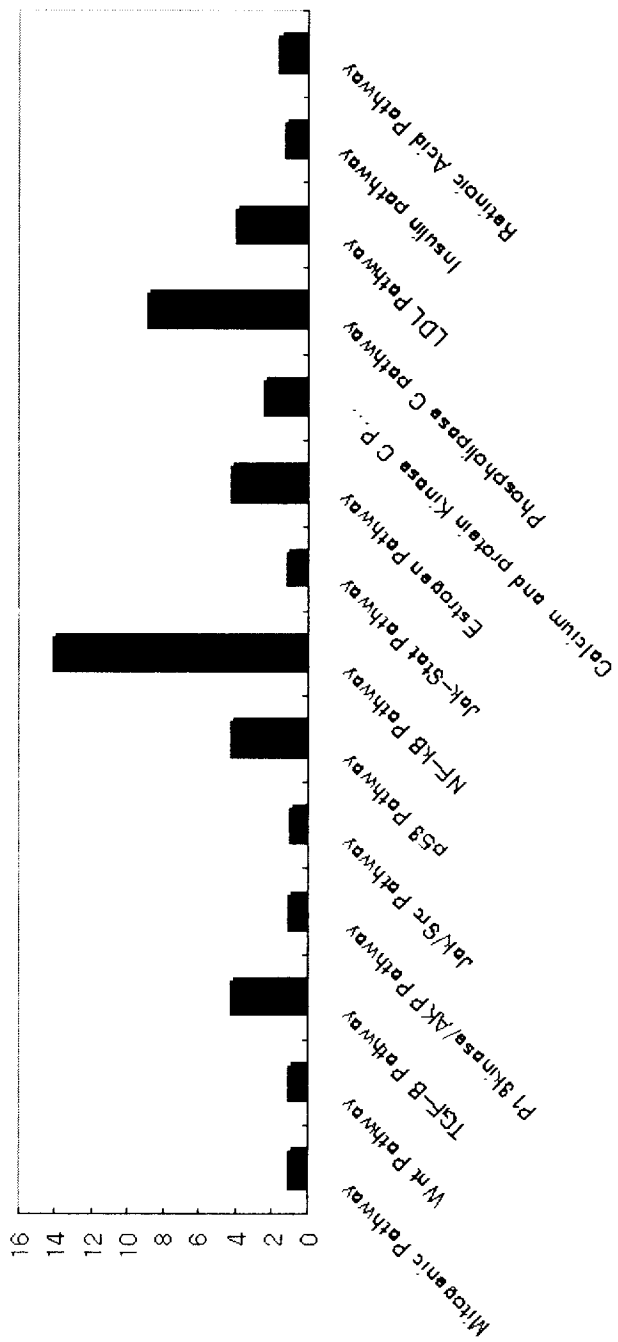 16
14
12
10
8
6
4
2
0
Mitogenic Pathway
Wnt Pathway
TGF-B Pathway
P13kinase/AKP Pathway
Jak/Src Pathway
p53 Pathway
NF-kB Pathway
Jak-Stat Pathway
Estrogen Pathway
Calcium and protein Kinase C P...
Phospholipase C pathway
LDL Pathway
Insulin pathway
Retinoic Acid Pathway